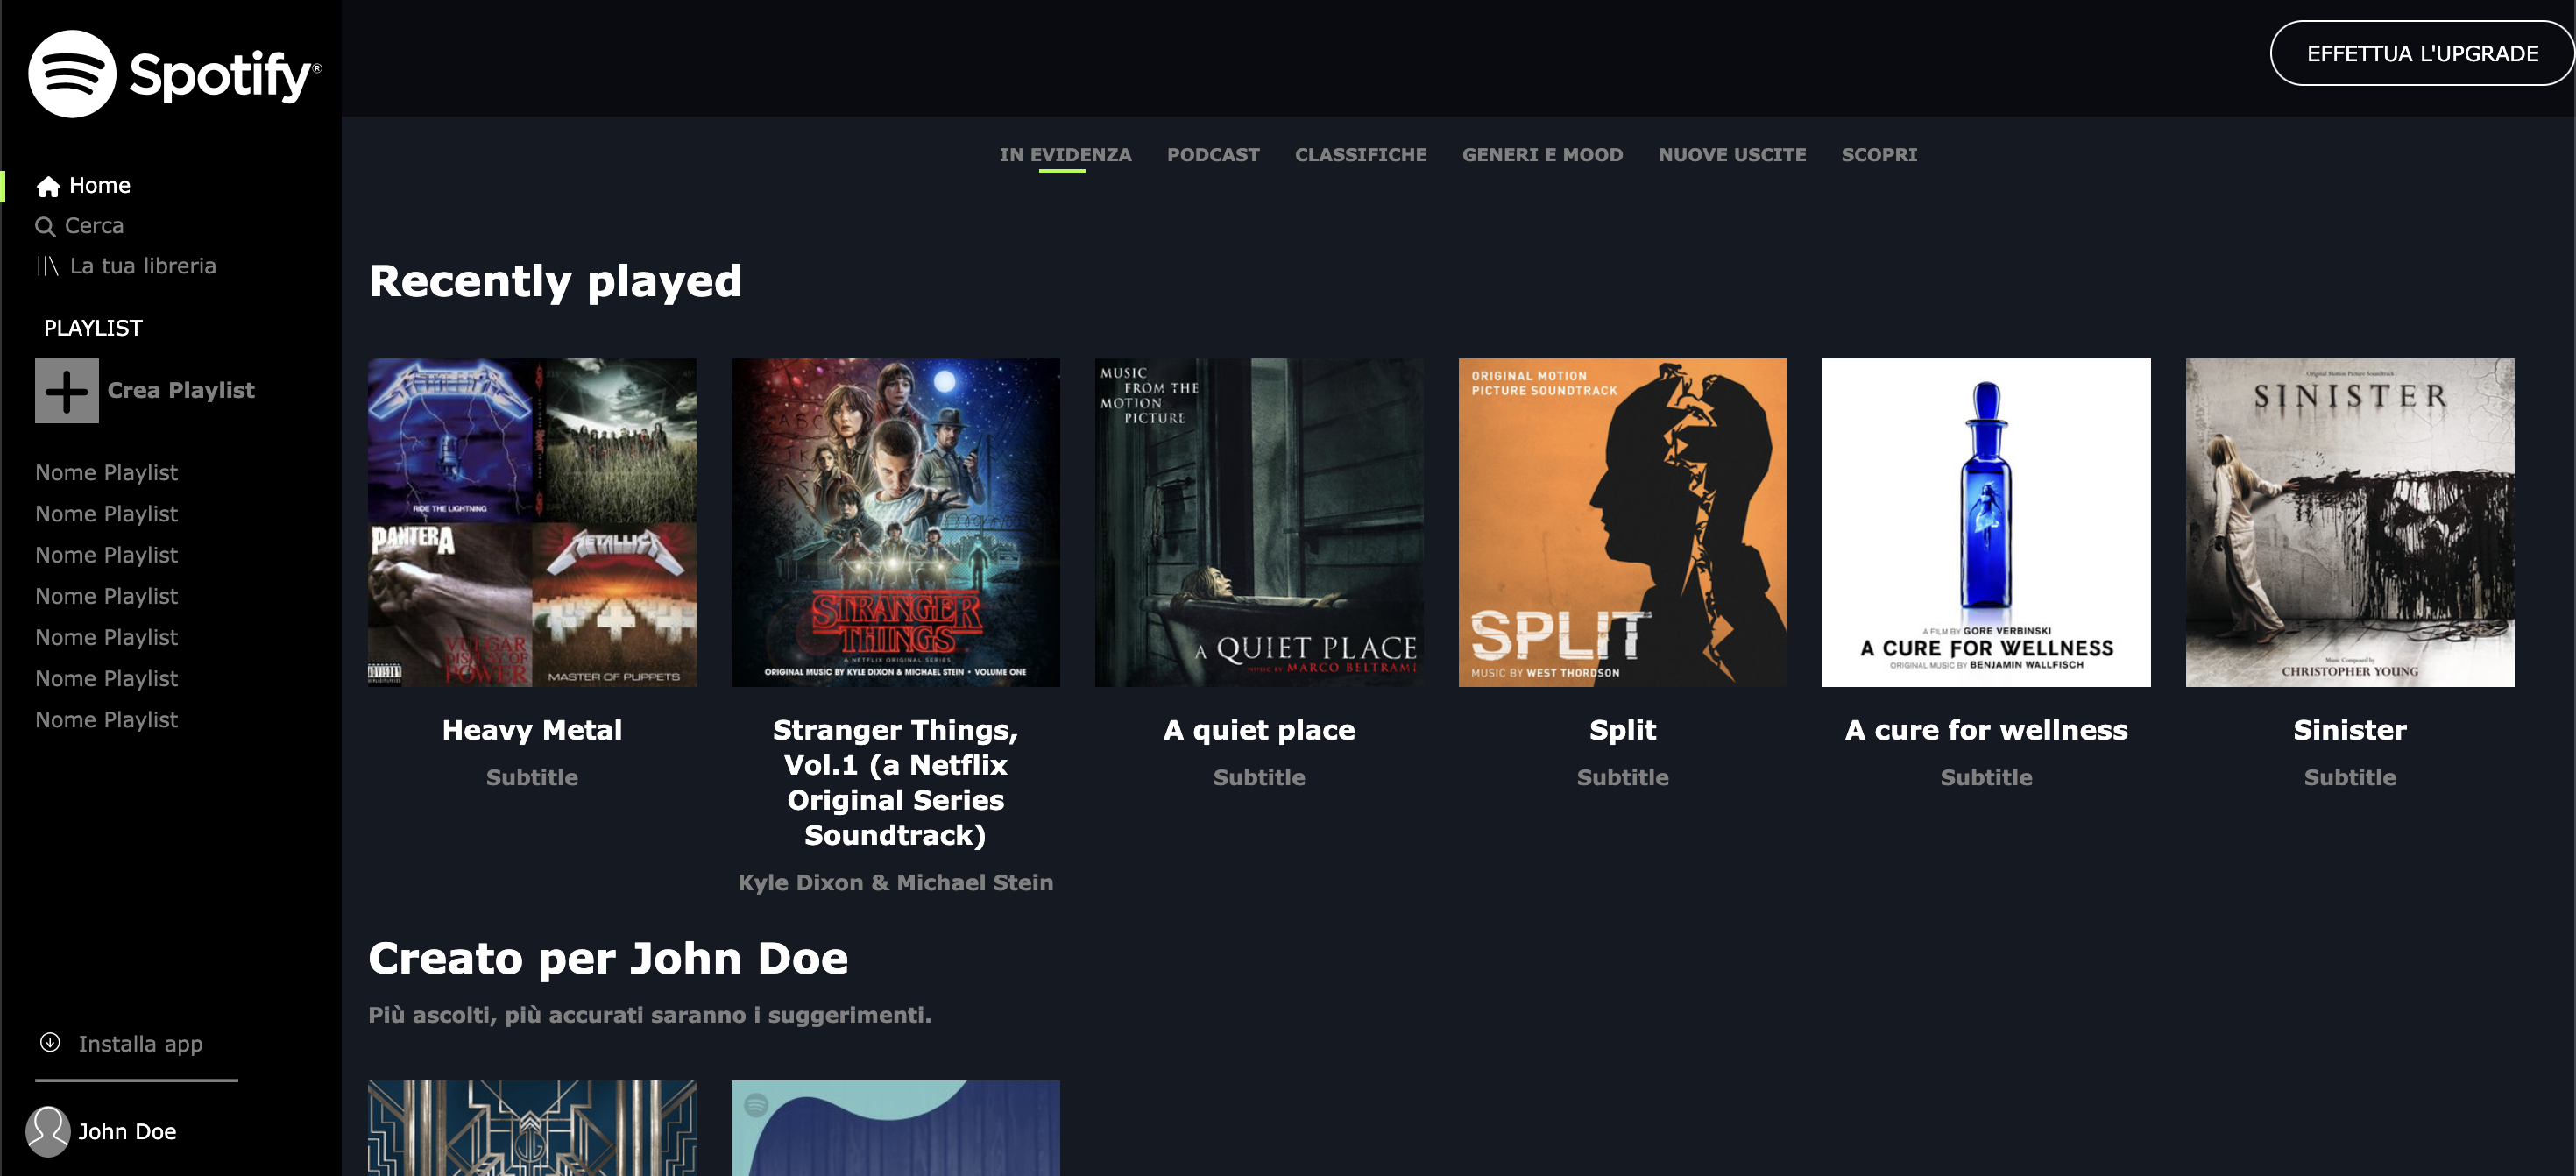 Spotify®
EFFETTUA L'UPGRADE
IN EVIDENZA PODCAST CLASSIFICHE GENERI E MOOD NUOVE USCITE SCOPRI
Home
Cerca
La tua libreria
PLAYLIST
Crea Playlist
Nome Playlist
Nome Playlist
Nome Playlist
Nome Playlist
Nome Playlist
Nome Playlist
Nome Playlist
Installa app
John Doe
Recently played
METALLICA
RIDE THE LIGHTNING
PANTERA
VULGAR
DISPLAY OF
POWER
METALLICA
MASTER OF PUPPETS
Heavy Metal
Subtitle
STRANGER
THINGS
A NETFLIX ORIGINAL SERIES
ORIGINAL MUSIC BY KYLE DIXON & MICHAEL STEIN • VOLUME ONE
Stranger Things,
Vol.1 (a Netflix
Original Series
Soundtrack)
Kyle Dixon & Michael Stein
MUSIC
FROM THE
MOTION
PICTURE
A QUIET PLACE
MUSIC BY MARCO BELTRAMI
A quiet place
Subtitle
ORIGINAL MOTION
PICTURE SOUNDTRACK
SPLIT
MUSIC BY WEST THORDSON
Split
Subtitle
A FILM BY GORE VERBINSKI
A CURE FOR WELLNESS
ORIGINAL MUSIC BY BENJAMIN WALLFISCH
A cure for wellness
Subtitle
Original Motion Picture Soundtrack
SINISTER
Music Composed by
CHRISTOPHER YOUNG
Sinister
Subtitle
Creato per John Doe
Più ascolti, più accurati saranno i suggerimenti.